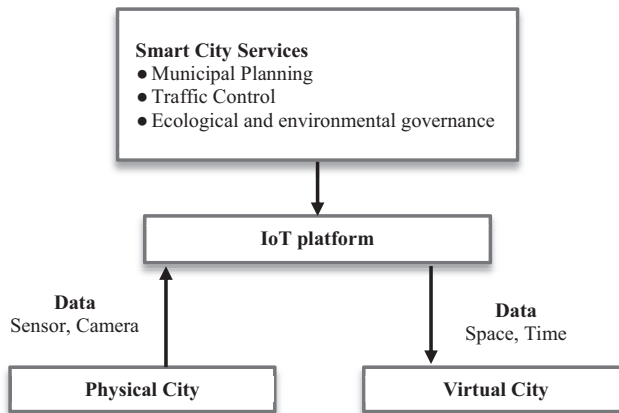 Smart City Services
● Municipal Planning
● Traffic Control
● Ecological and environmental governance
IoT platform
Data
Sensor, Camera
Data
Space, Time
Physical City
Virtual City